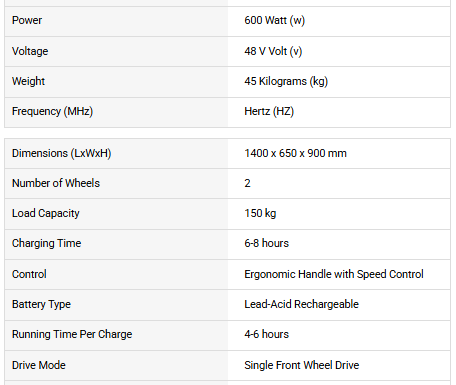 Power 600 Watt (w)
Voltage 48 V Volt (v)
Weight 45 Kilograms (kg)
Frequency (MHz) Hertz (HZ)
Dimensions (LxWxH) 1400 x 650 x 900 mm
Number of Wheels 2
Load Capacity 150 kg
Charging Time 6-8 hours
Control Ergonomic Handle with Speed Control
Battery Type Lead-Acid Rechargeable
Running Time Per Charge 4-6 hours
Drive Mode Single Front Wheel Drive